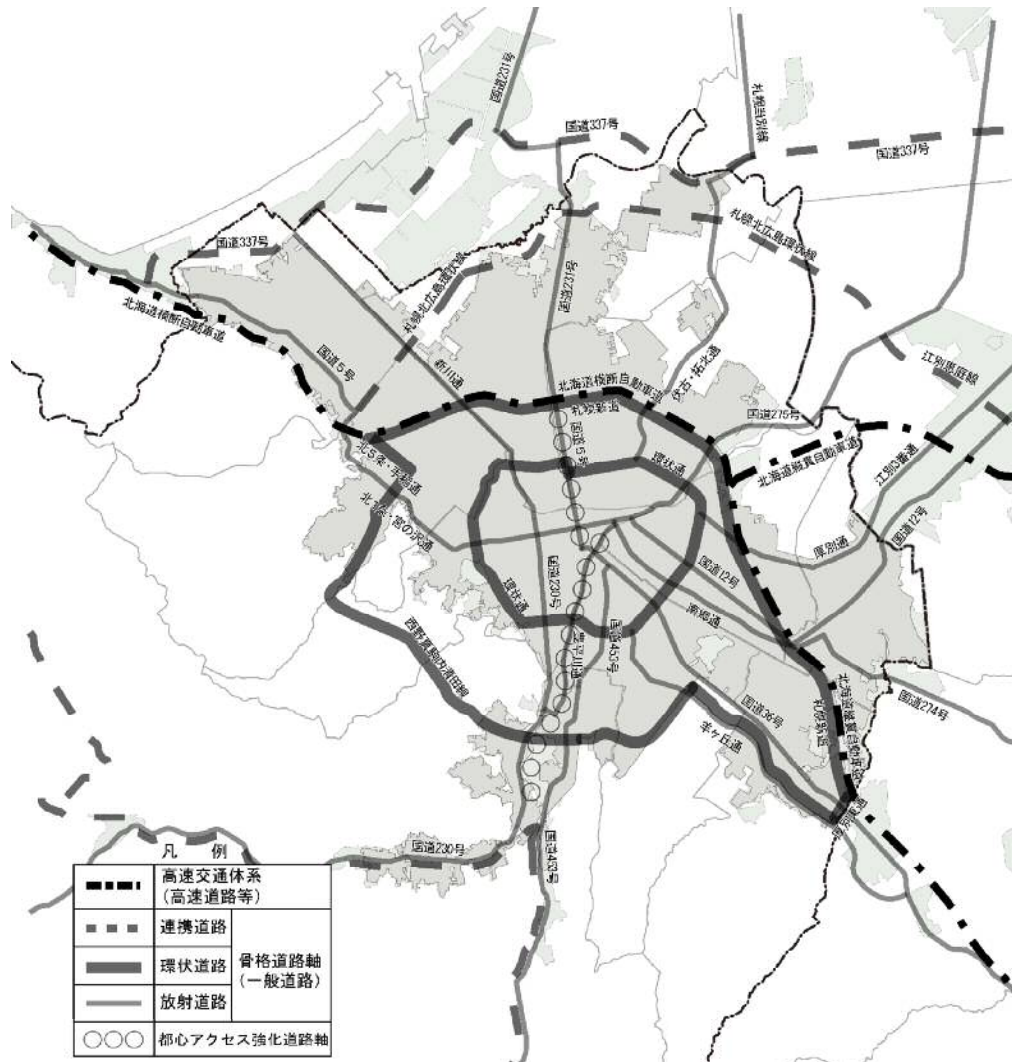 国道231号
札幌当別線
国道337号
国道337号
国道337号
札幌北広島環状線
札幌北広島環状線
国道231号
北海道横断自動車道
国道5号
新川通
北海道横断自動車道
伏古・拓北通
江別恵庭線
札幌新道
国道5号
国道275号
環状通
北海道縦貫自動車道
江別3番通
北5条・手稲通
北1条・宮の沢通
国道12号
国道12号
厚別通
国道230号
環状通
南郷通
西野真駒内清田線
豊平川通
国道453号
国道36号
羊ヶ丘通
札幌新道
北海道縦貫自動車道
国道274号
国道230号
国道453号
凡 例
高速交通体系
(高速道路等)
連携道路
環状道路
骨格道路軸
(一般道路)
放射道路
都心アクセス強化道路軸